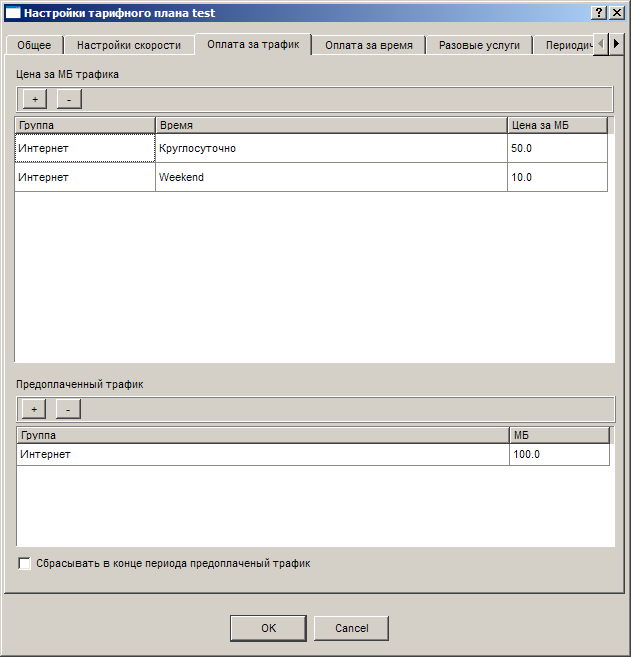 Настройки тарифного плана test
Общее Настройки скорости Оплата за трафик Оплата за время Разовые услуги Периодич
Цена за МБ трафика
+ -
Группа Время Цена за МБ
Интернет Круглосуточно 50.0
Интернет Weekend 10.0
Предоплаченный трафик
+ -
Группа МБ
Интернет 100.0
Сбрасывать в конце периода предоплаченый трафик
OK Cancel